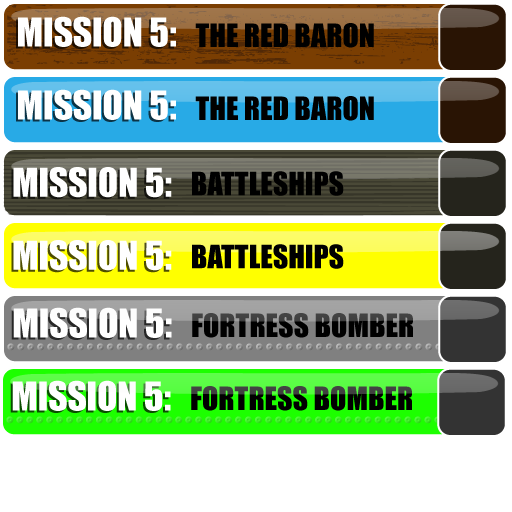 MISSION 5: THE RED BARON
MISSION 5: THE RED BARON
MISSION 5: BATTLESHIPS
MISSION 5: BATTLESHIPS
MISSION 5: FORTRESS BOMBER
MISSION 5: FORTRESS BOMBER